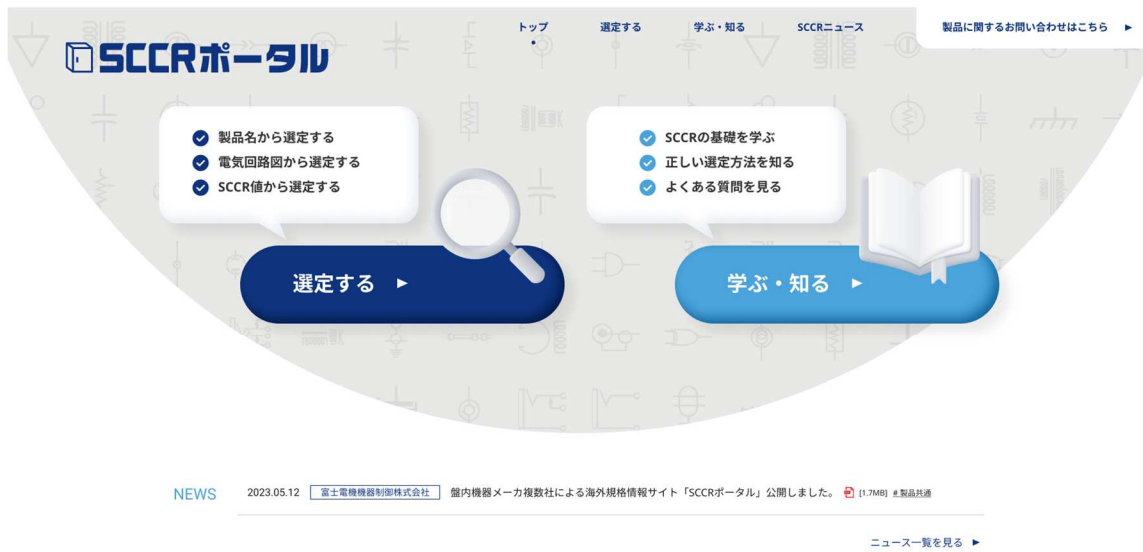 トップ
選定する
学ぶ・知る
SCCRニュース
製品に関するお問い合わせはこちら ▶
SCCRポータル
製品名から選定する
電気回路図から選定する
SCCR値から選定する
選定する ▶
SCCRの基礎を学ぶ
正しい選定方法を知る
よくある質問を見る
学ぶ・知る ▶
NEWS
2023.05.12 富士電機機器制御株式会社 盤内機器メーカ複数社による海外規格情報サイト「SCCRポータル」公開しました。 [1.7MB] #製品共通
ニュース一覧を見る ▶